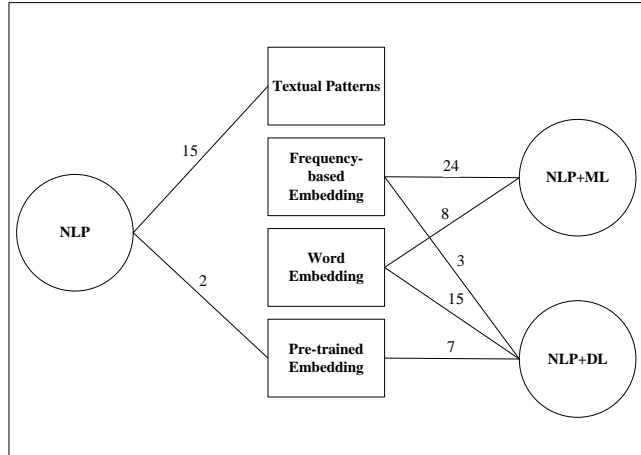 Textual Patterns
15
Frequency-
based
Embedding
24
NLP+ML
8
NLP
Word
Embedding
3
2
15
Pre-trained
Embedding
7
NLP+DL